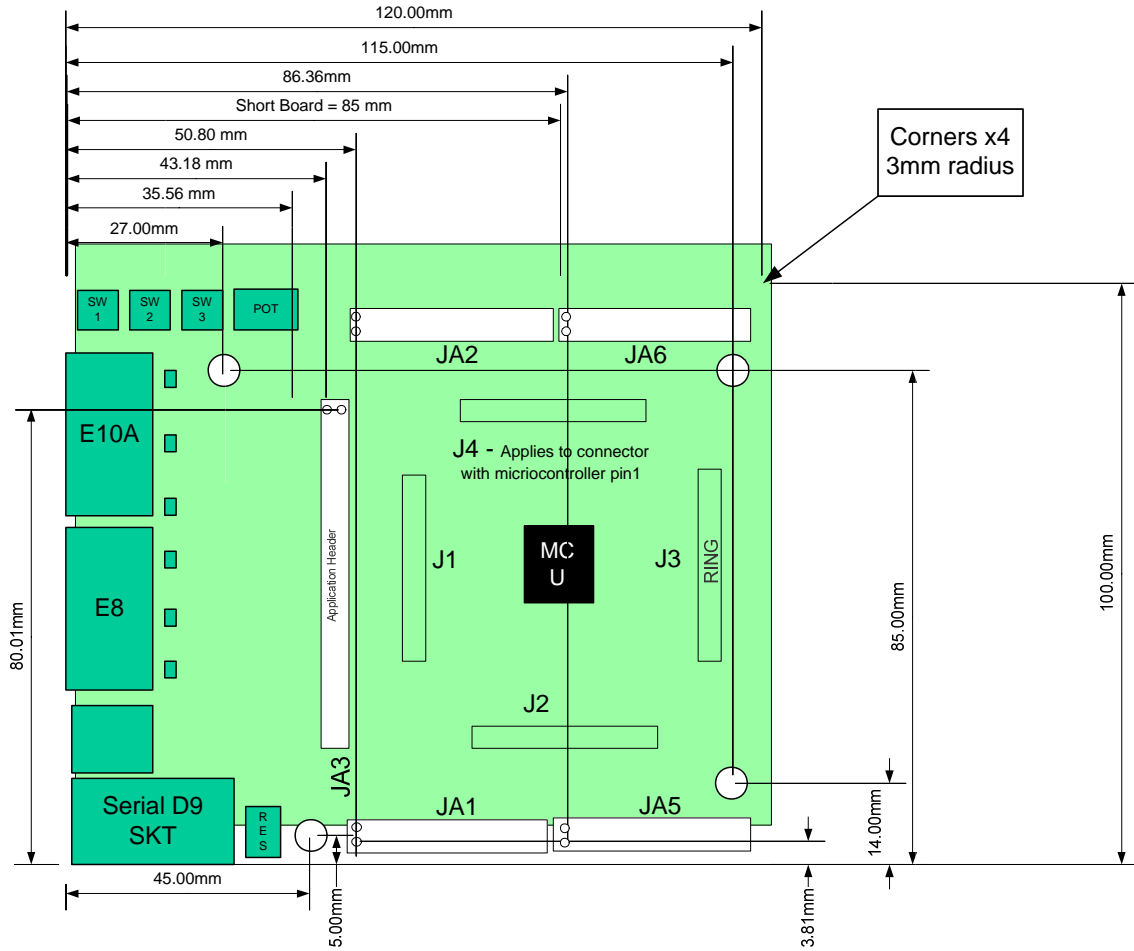 120.00mm
115.00mm
86.36mm
Short Board = 85 mm
50.80 mm
43.18 mm
35.56 mm
27.00mm
Corners x4
3mm radius
SW
1
SW
2
SW
3
POT
JA2
JA6
E10A
J4 - Applies to connector
with micriocontroller pin1
Application Header
J1
MC
U
J3
RING
E8
80.01mm
85.00mm
100.00mm
J2
JA3
Serial D9
SKT
R
E
S
JA1
JA5
14.00mm
45.00mm
5.00mm
3.81mm